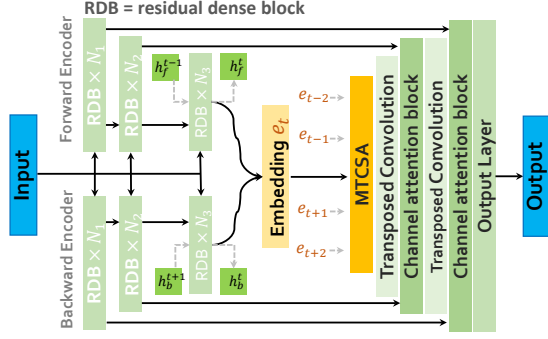 RDB = residual dense block
Input
Forward Encoder
Backward Encoder
RDB × N₁
RDB × N₂
h_f^{t-1}
RDB × N₃
h_f^t
RDB × N₁
RDB × N₂
h_b^{t+1}
RDB × N₃
h_b^t
Embedding e_t
e_{t-2}
e_{t-1}
e_{t+1}
e_{t+2}
MTCSA
Transposed Convolution
Channel attention block
Transposed Convolution
Channel attention block
Output Layer
Output